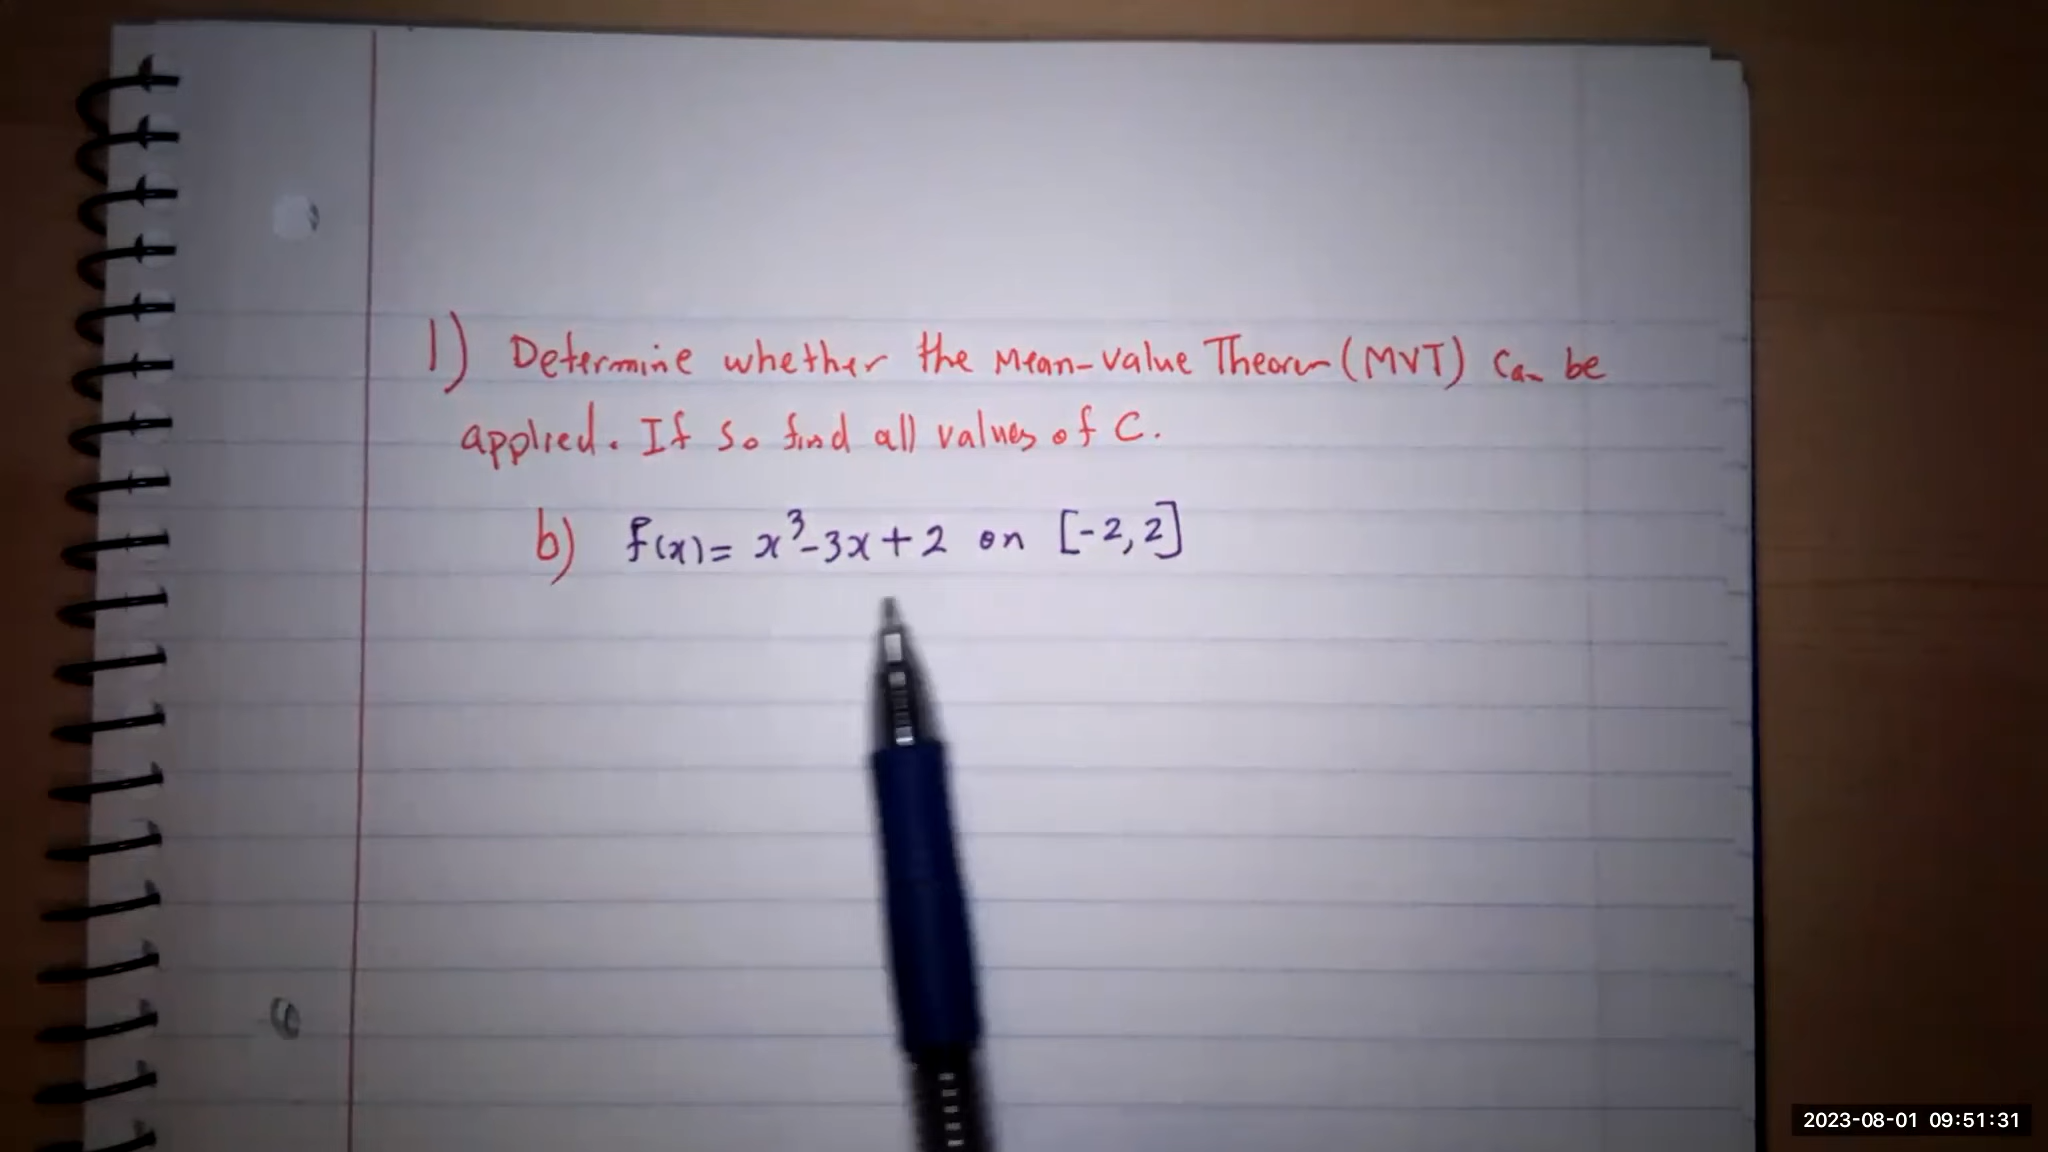 1) Determine whether the Mean-value Theorem (MVT) can be
applied. If so find all values of C.
b) f(x) = x³-3x+2 on [-2,2]
2023-08-01 09:51:31